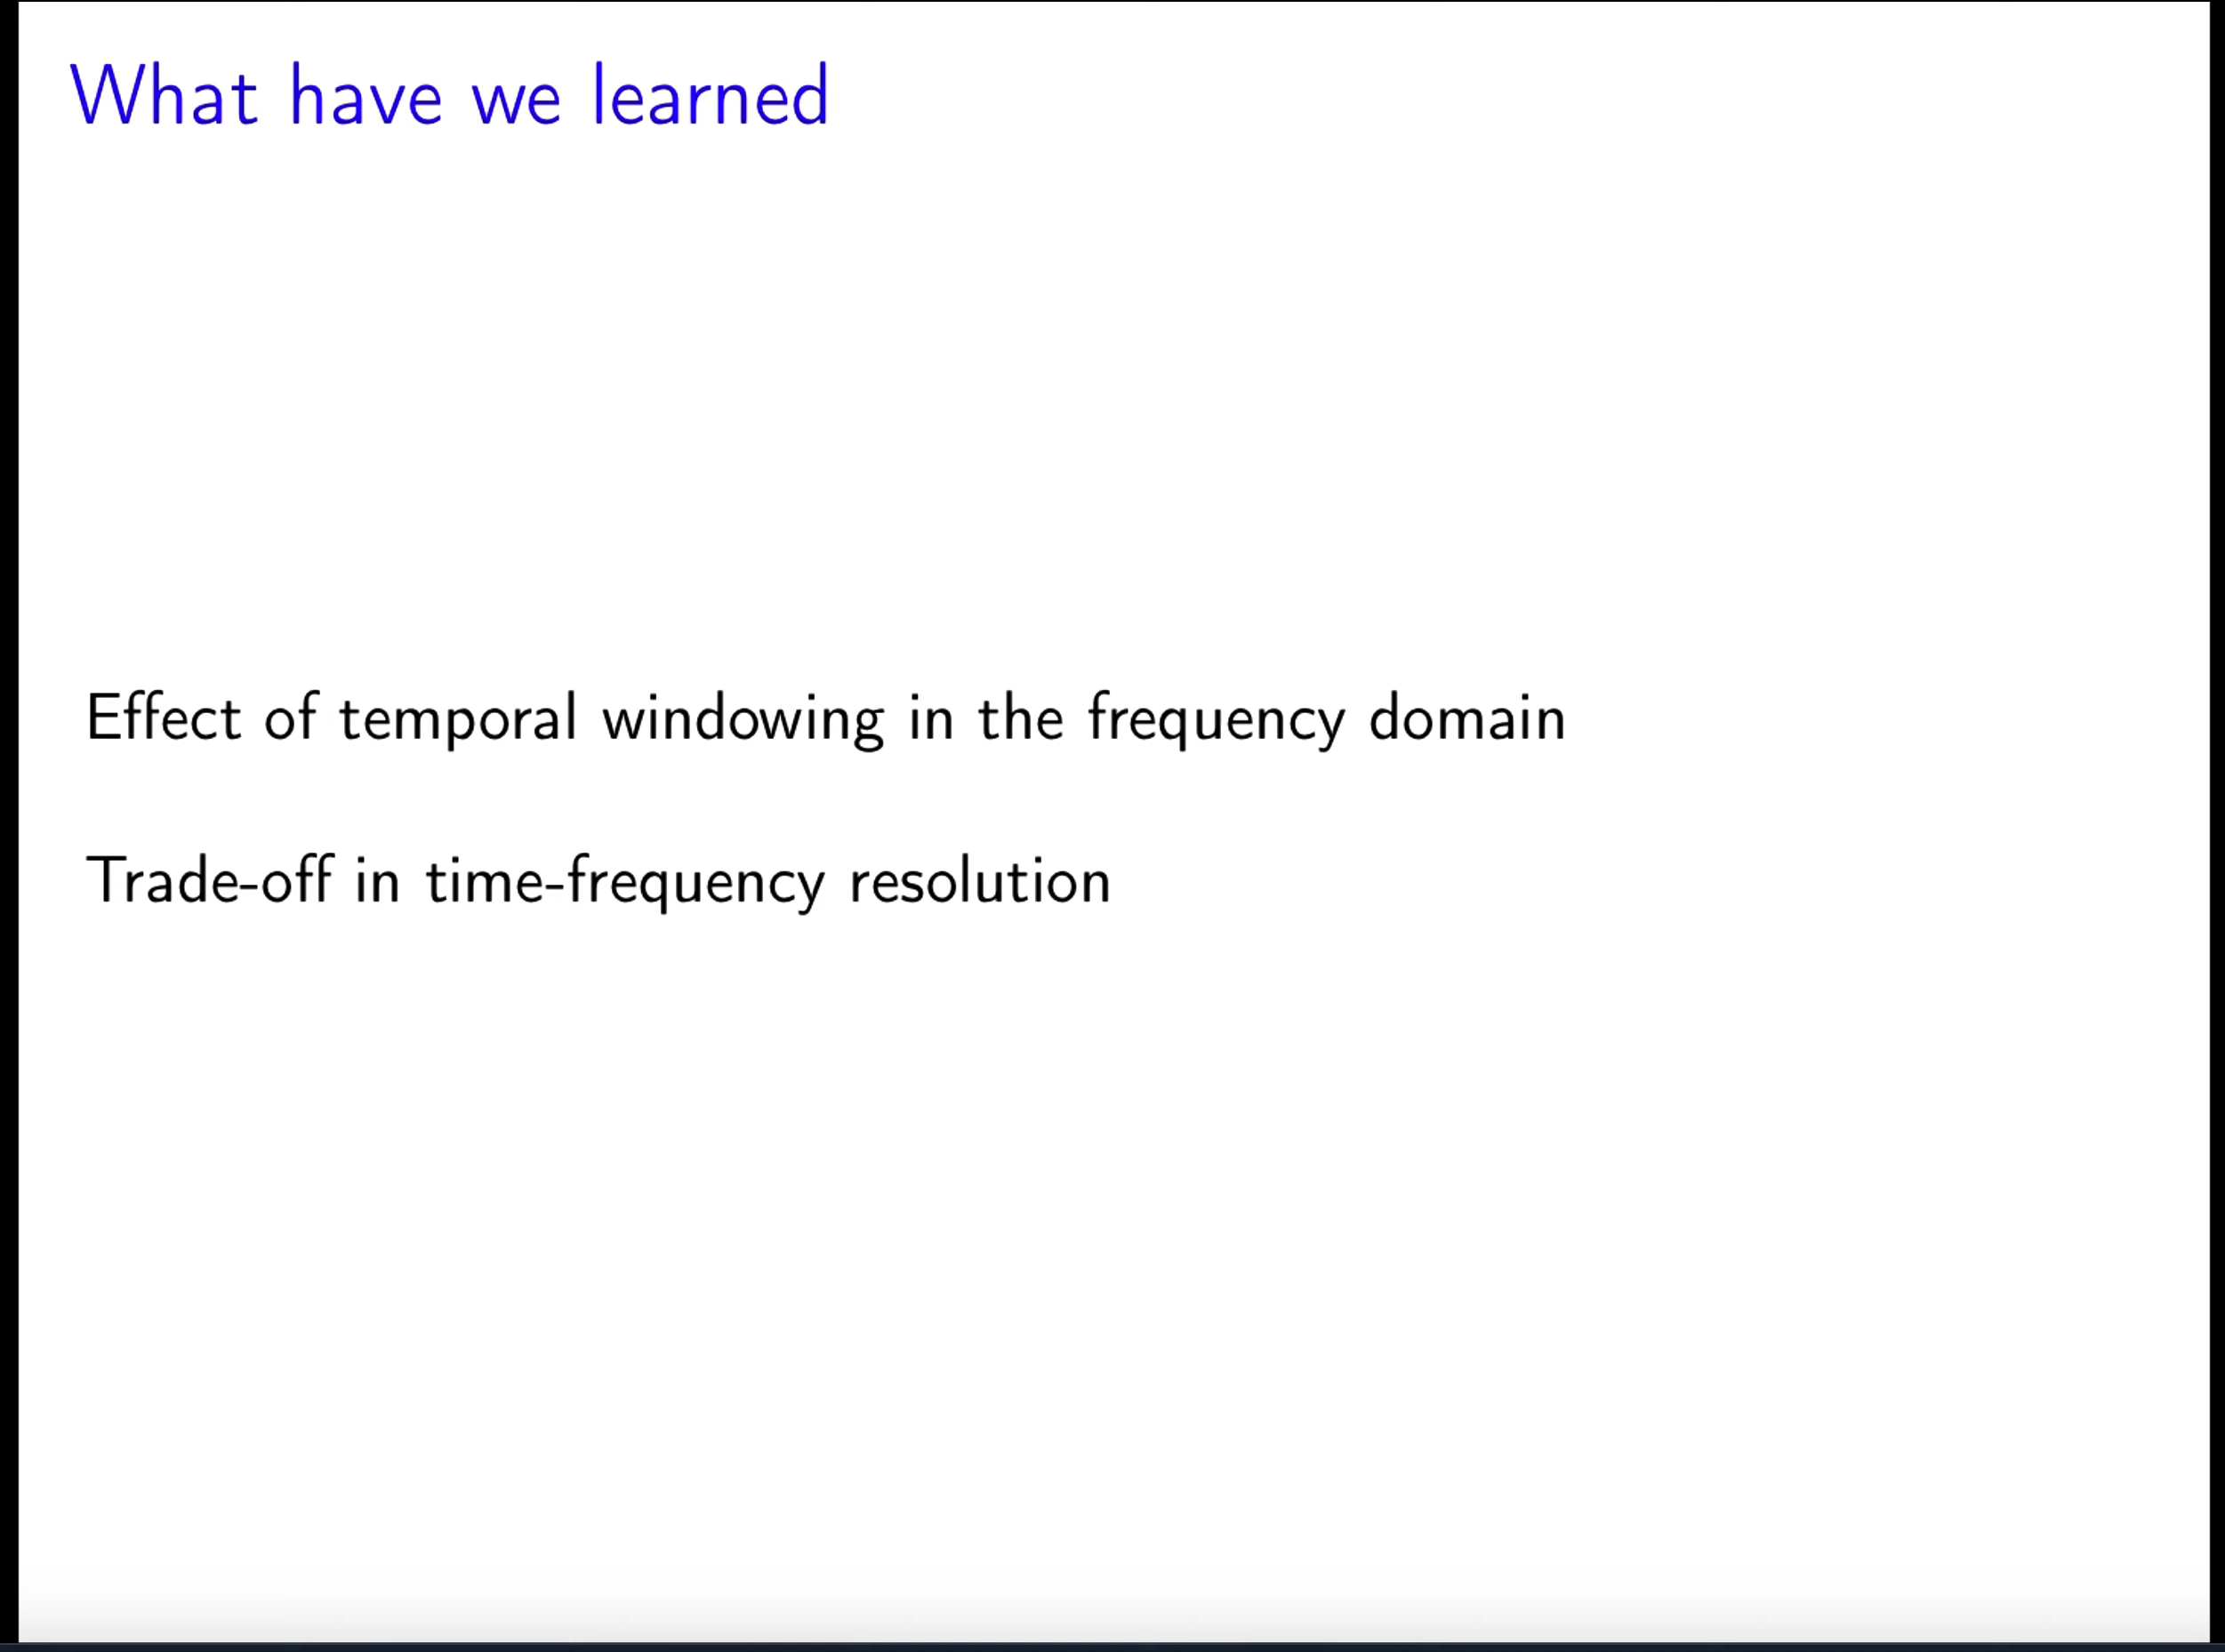 What have we learned
Effect of temporal windowing in the frequency domain
Trade-off in time-frequency resolution